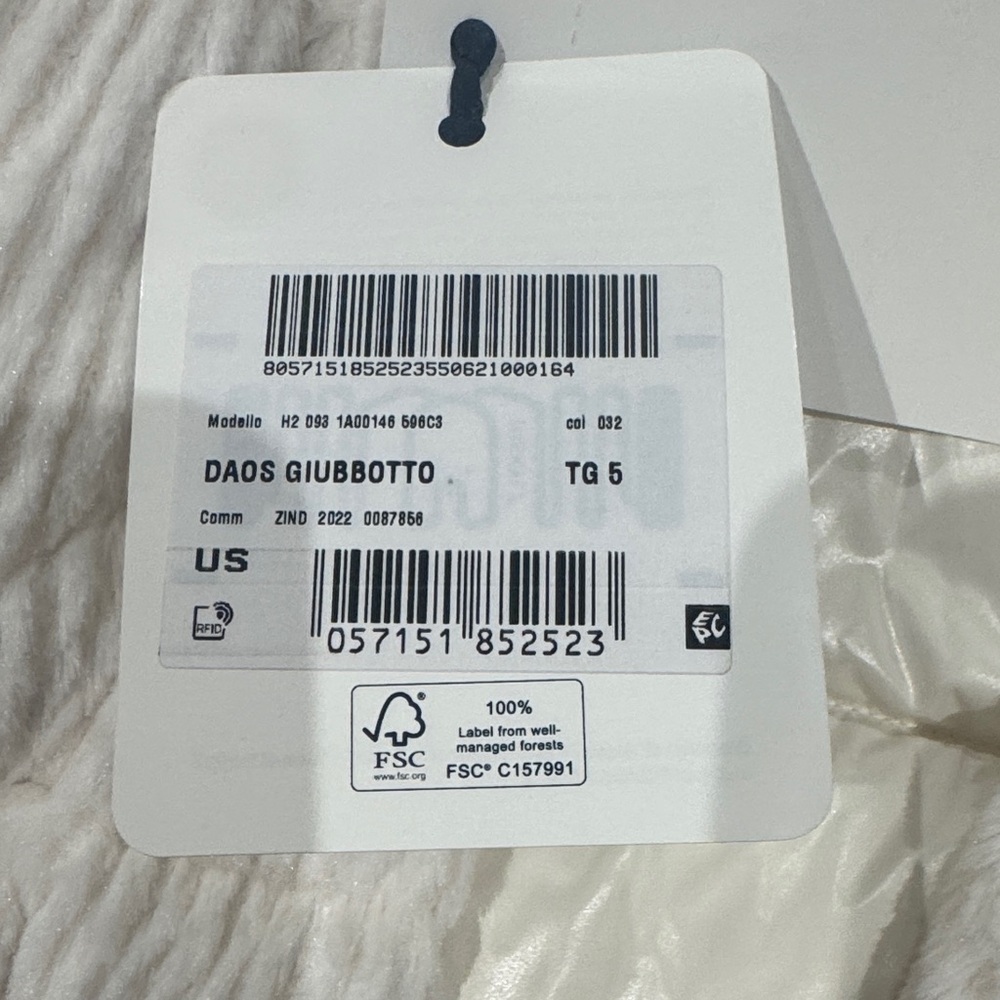 8057151852523550621000164
Modello H2 093 1A00146 596C3 col 032
DAOS GIUBBOTTO TG 5
Comm ZIND 2022 0087856
US
RFID
057151 852523
EPC
FSC®
www.fsc.org
100%
Label from well-
managed forests
FSC® C157991